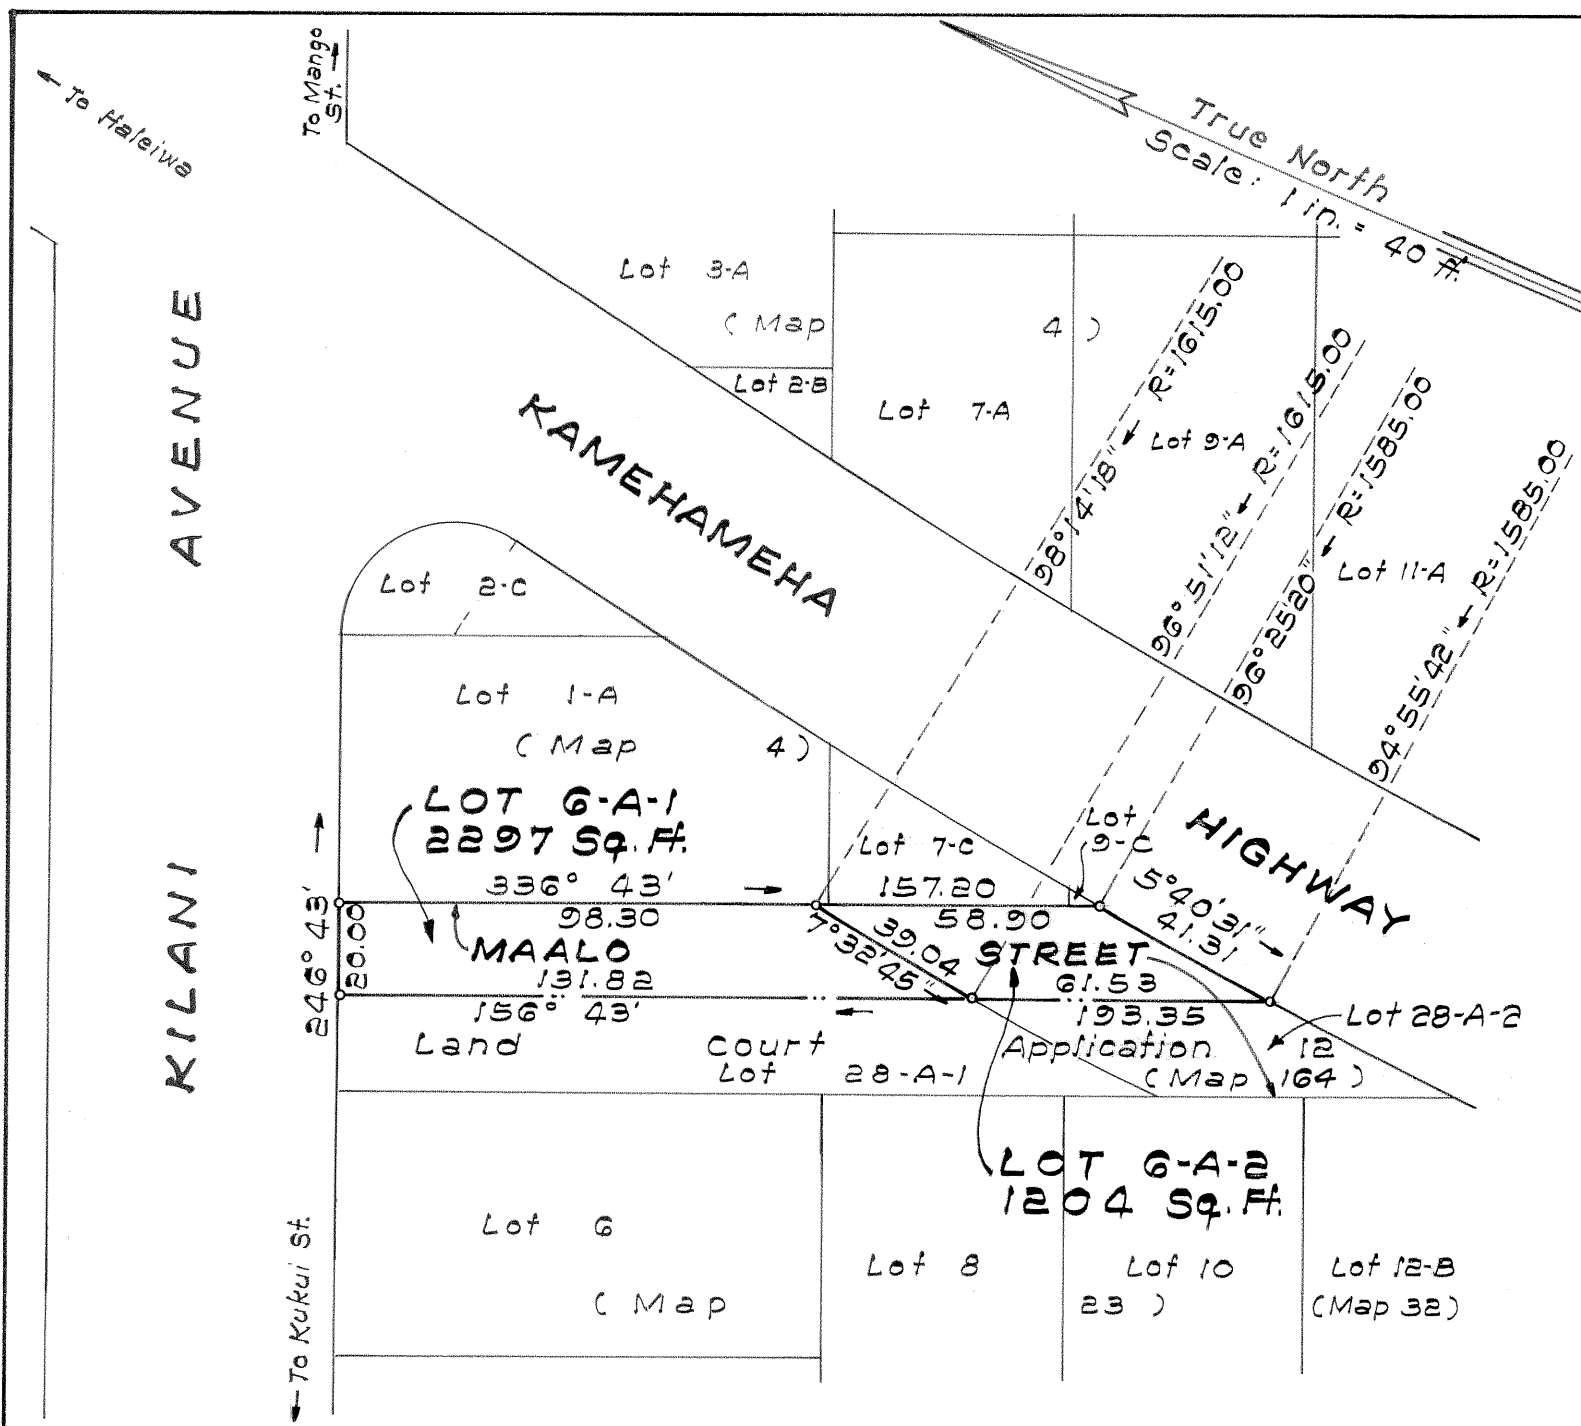 To Haleiwa
To Mango
St.
True North
Scale: 1 in. = 40 ft.
KILANI AVENUE
Lot 3-A
(Map 4)
Lot 2-B
Lot 7-A
Lot 9-A
Lot 11-A
98°14'18" R=1615.00
96°51'12" R=1615.00
96°25'20" R=1585.00
94°55'42" R=1585.00
KAMEHAMEHA HIGHWAY
Lot 2-C
Lot 1-A
(Map 4)
LOT 6-A-1
2297 Sq. Ft.
Lot 7-C
Lot
9-C
336° 43'
157.20
98.30
58.90
5°40'31"
41.31
246° 43'
20.00
MAALO STREET
7°32'45"
39.04
131.82
61.53
156° 43'
193.35
Lot 28-A-2
Land Court Application 12
Lot 28-A-1 (Map 164)
LOT 6-A-2
1204 Sq. Ft.
To Kukui St.
Lot 6
Lot 8
Lot 10
Lot 12-B
(Map 23)
(Map 32)